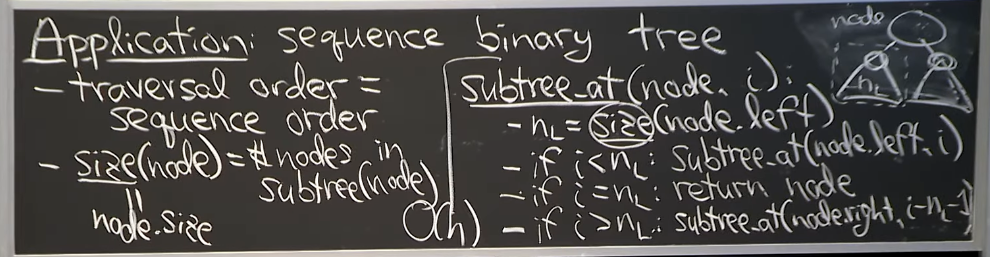 Application: sequence binary tree
- traversal order =
sequence order
- size(node) = # nodes in
subtree(node)
||
node.size
subtree_at(node, i):
- n_L = size(node.left)
- if i < n_L: subtree_at(node.left, i)
- if i = n_L: return node
- if i > n_L: subtree_at(node.right, i-n_L-1)
O(h)
node
n_L